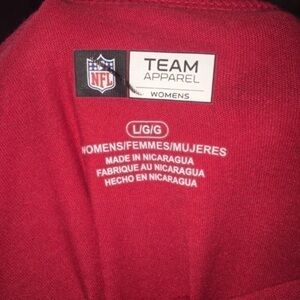 NFL
TEAM
APPAREL
WOMENS
L/G/G
WOMENS/FEMMES/MUJERES
MADE IN NICARAGUA
FABRIQUE AU NICARAGUA
HECHO EN NICARAGUA